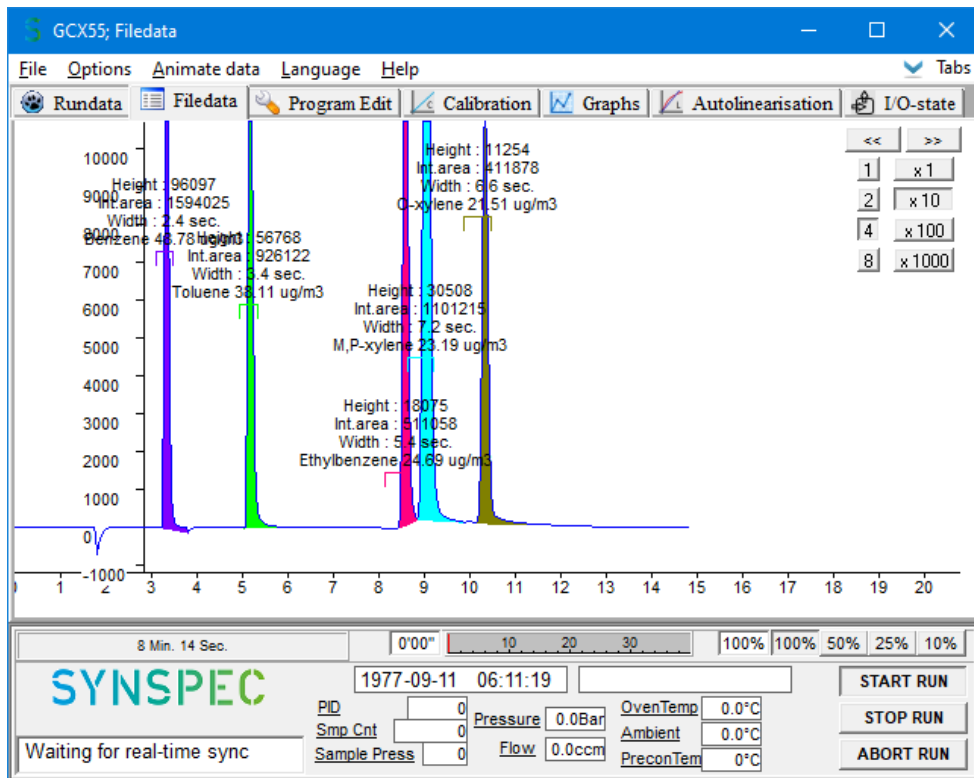 GCX55; Filedata
File Options Animate data Language Help Tabs
Rundata Filedata Program Edit Calibration Graphs Autolinearisation I/O-state
<< >>
1 x 1
2 x 10
4 x 100
8 x 1000
10000
9000
8000
7000
6000
5000
4000
3000
2000
1000
0
-1000
Height : 96097
Int.area : 1594025
Width : 2.4 sec.
Benzene 46.78 ug/m3
Height : 56768
Int.area : 926122
Width : 3.4 sec.
Toluene 38.11 ug/m3
Height : 18075
Int.area : 511058
Width : 5.4 sec.
Ethylbenzene 24.69 ug/m3
Height : 30508
Int.area : 1101215
Width : 7.2 sec.
M,P-xylene 23.19 ug/m3
Height : 11254
Int.area : 411878
Width : 6.6 sec.
O-xylene 21.51 ug/m3
0 1 2 3 4 5 6 7 8 9 10 11 12 13 14 15 16 17 18 19 20
8 Min. 14 Sec. 0'00" 10 20 30 100% 100% 50% 25% 10%
SYNSPEC
1977-09-11 06:11:19
PID 0
Smp Cnt 0
Sample Press 0
Pressure 0.0Bar
Flow 0.0ccm
OvenTemp 0.0°C
Ambient 0.0°C
PreconTem 0°C
START RUN
STOP RUN
ABORT RUN
Waiting for real-time sync